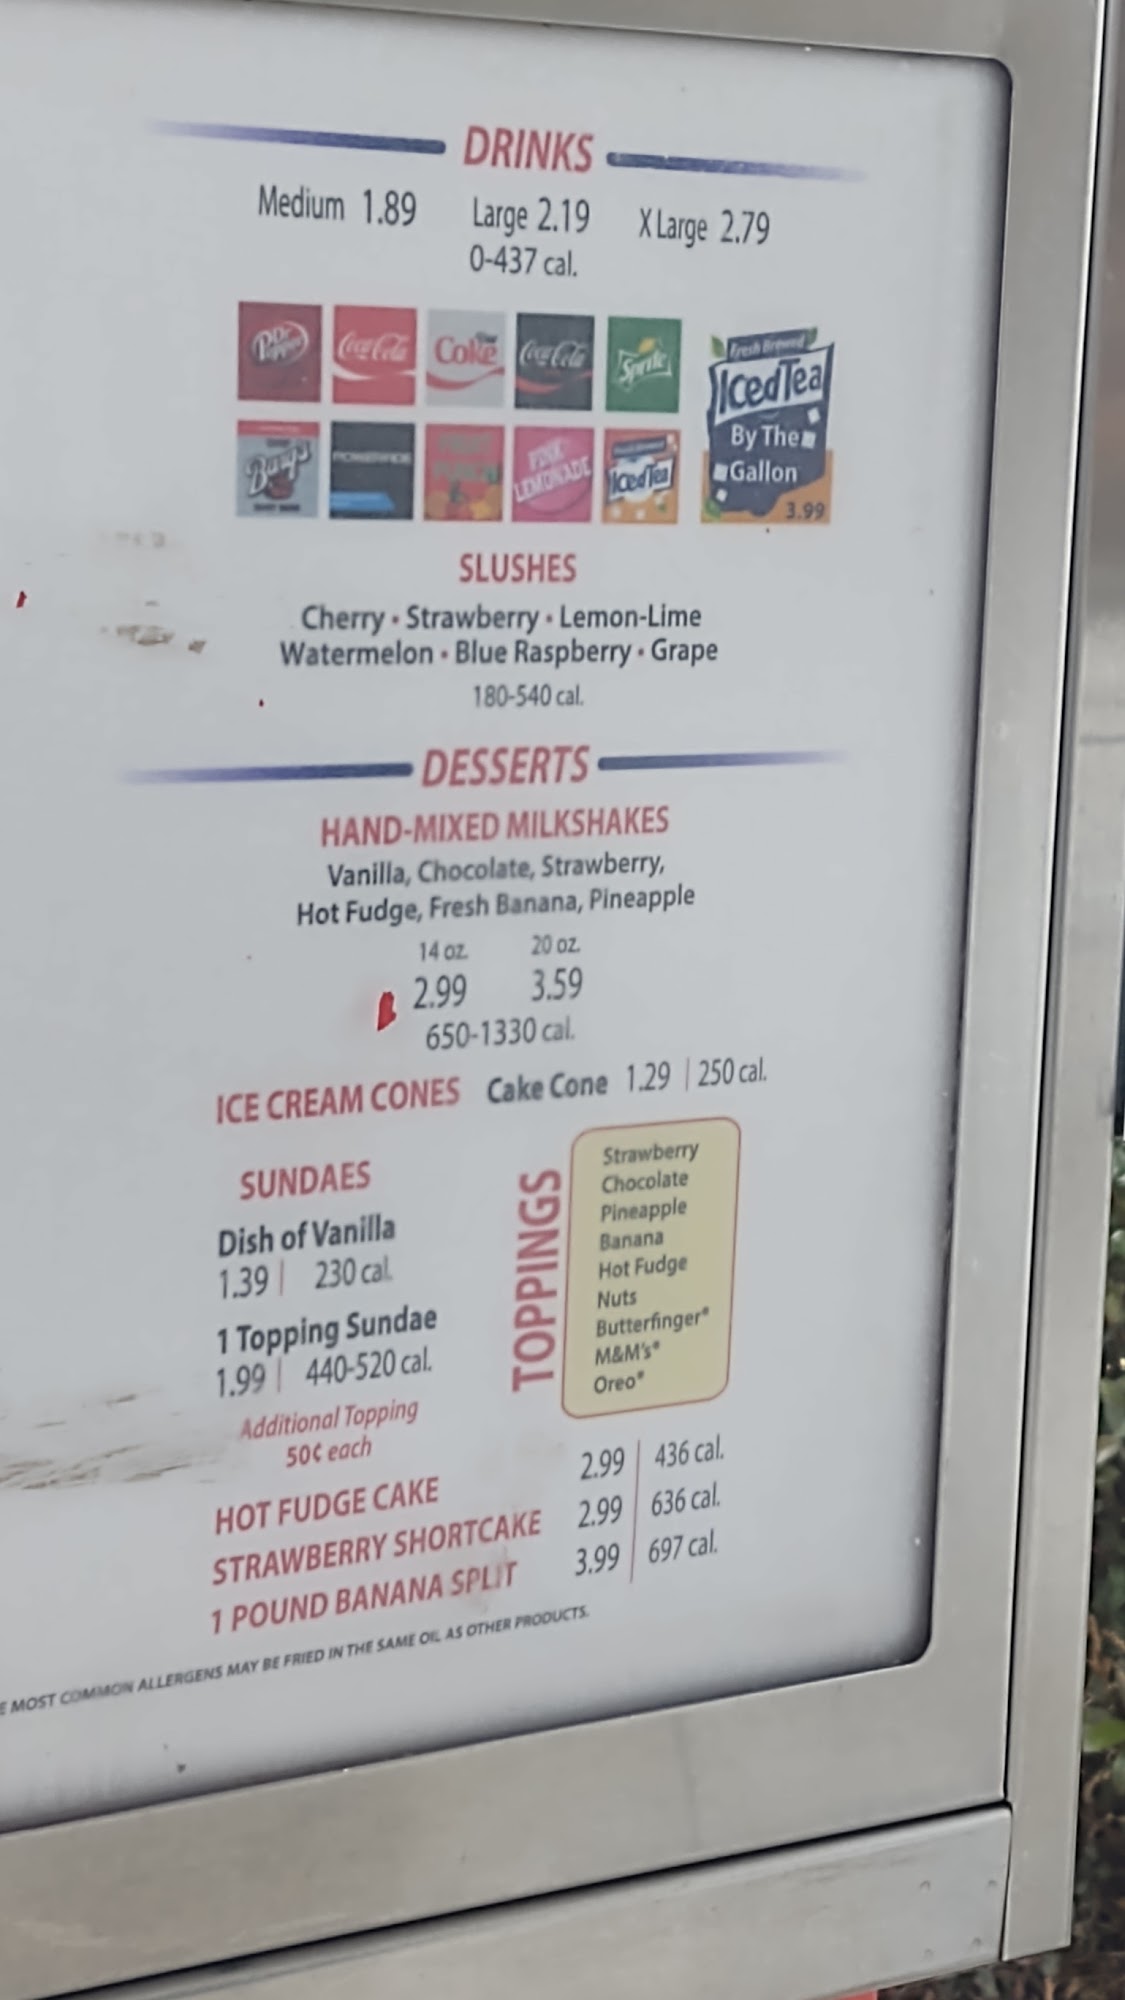 DRINKS
Medium 1.89 Large 2.19 X Large 2.79
0-437 cal.
Dr Pepper Coca-Cola Diet Coke Coca-Cola Sprite
Barq's POWERADE FRUIT PUNCH PINK LEMONADE Iced Tea
Fresh Brewed
Iced Tea
By The
Gallon
3.99
SLUSHES
Cherry • Strawberry • Lemon-Lime
Watermelon • Blue Raspberry • Grape
180-540 cal.
DESSERTS
HAND-MIXED MILKSHAKES
Vanilla, Chocolate, Strawberry,
Hot Fudge, Fresh Banana, Pineapple
14 oz. 20 oz.
2.99 3.59
650-1330 cal.
ICE CREAM CONES Cake Cone 1.29 | 250 cal.
SUNDAES
Dish of Vanilla
1.39 | 230 cal.
1 Topping Sundae
1.99 | 440-520 cal.
Additional Topping
50¢ each
TOPPINGS
Strawberry
Chocolate
Pineapple
Banana
Hot Fudge
Nuts
Butterfinger®
M&M's®
Oreo®
HOT FUDGE CAKE 2.99 | 436 cal.
STRAWBERRY SHORTCAKE 2.99 | 636 cal.
1 POUND BANANA SPLIT 3.99 | 697 cal.
MOST COMMON ALLERGENS MAY BE FRIED IN THE SAME OIL AS OTHER PRODUCTS.